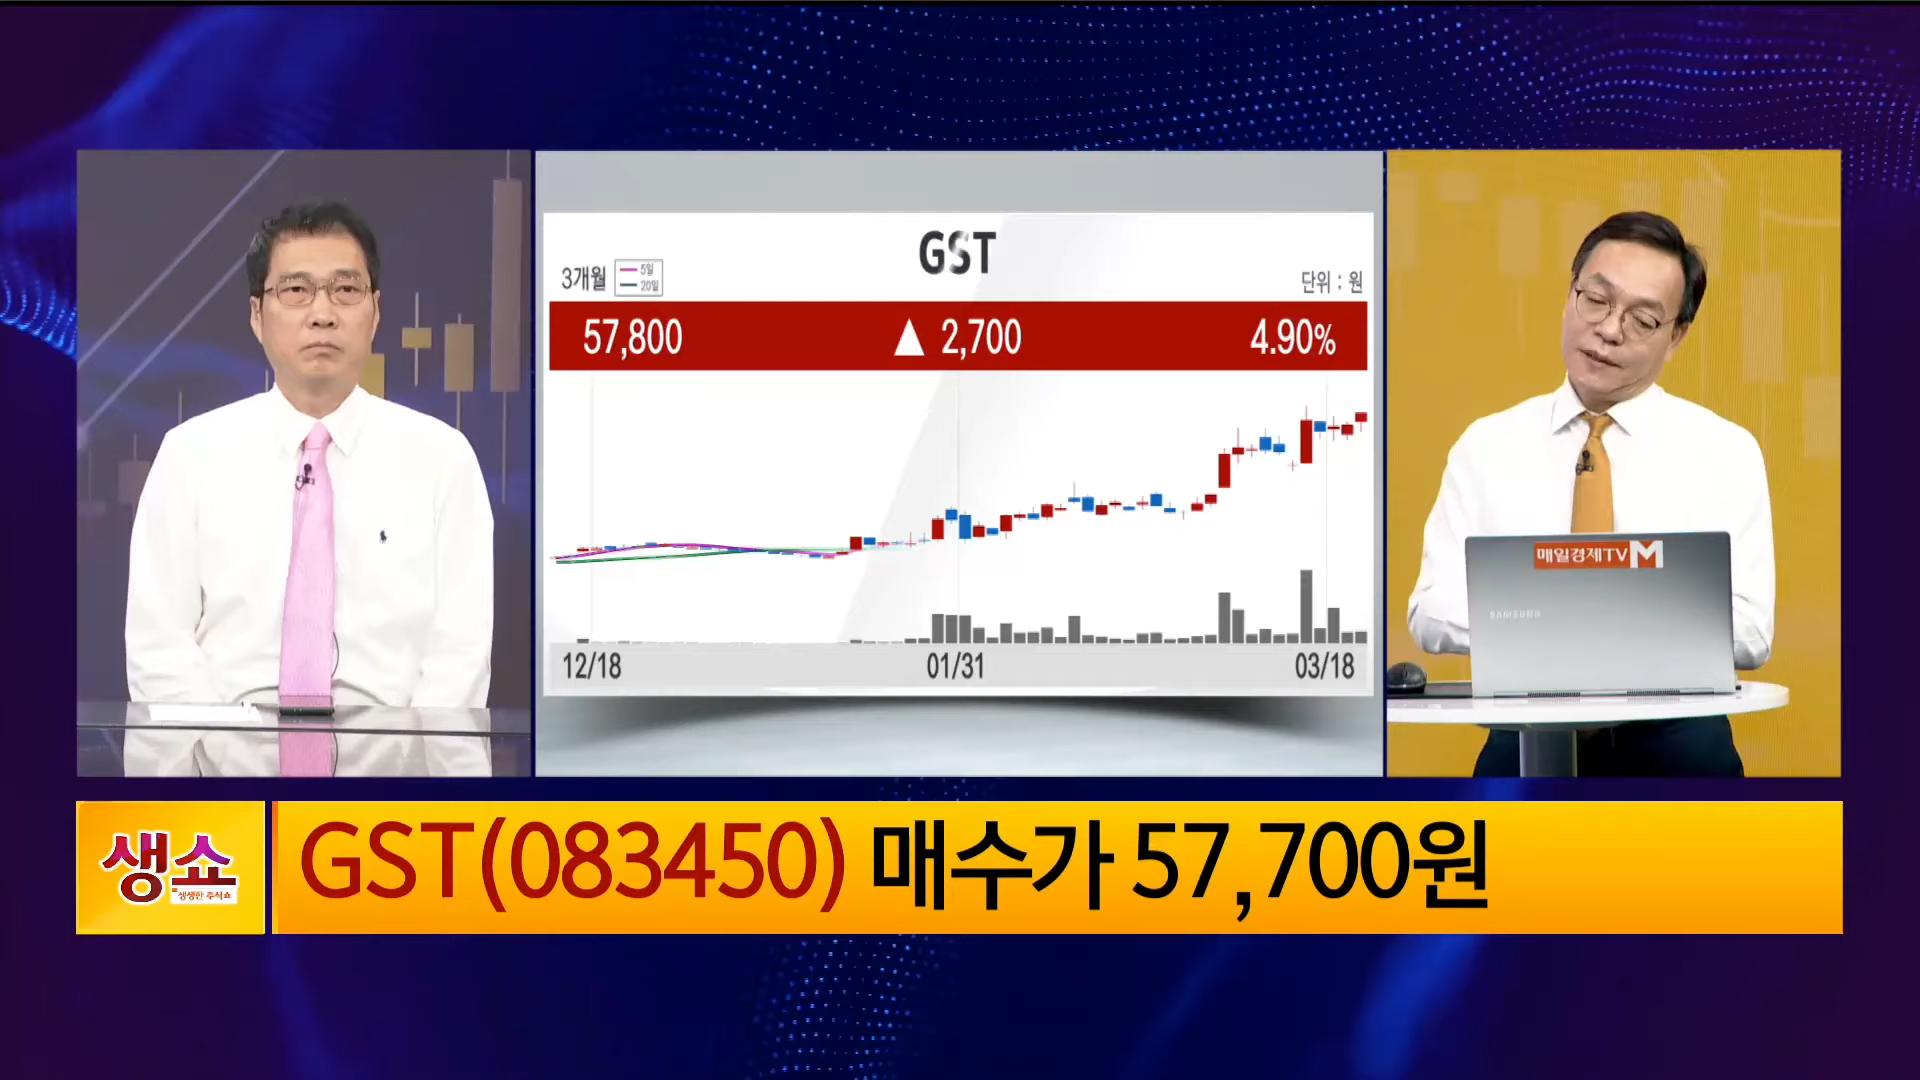 GST
3개월
5일
20일
단위 : 원
57,800 ▲ 2,700 4.90%
12/18 01/31 03/18
매일경제TV M
SAMSUNG
생쇼
생생한 주식쇼
GST(083450) 매수가 57,700원